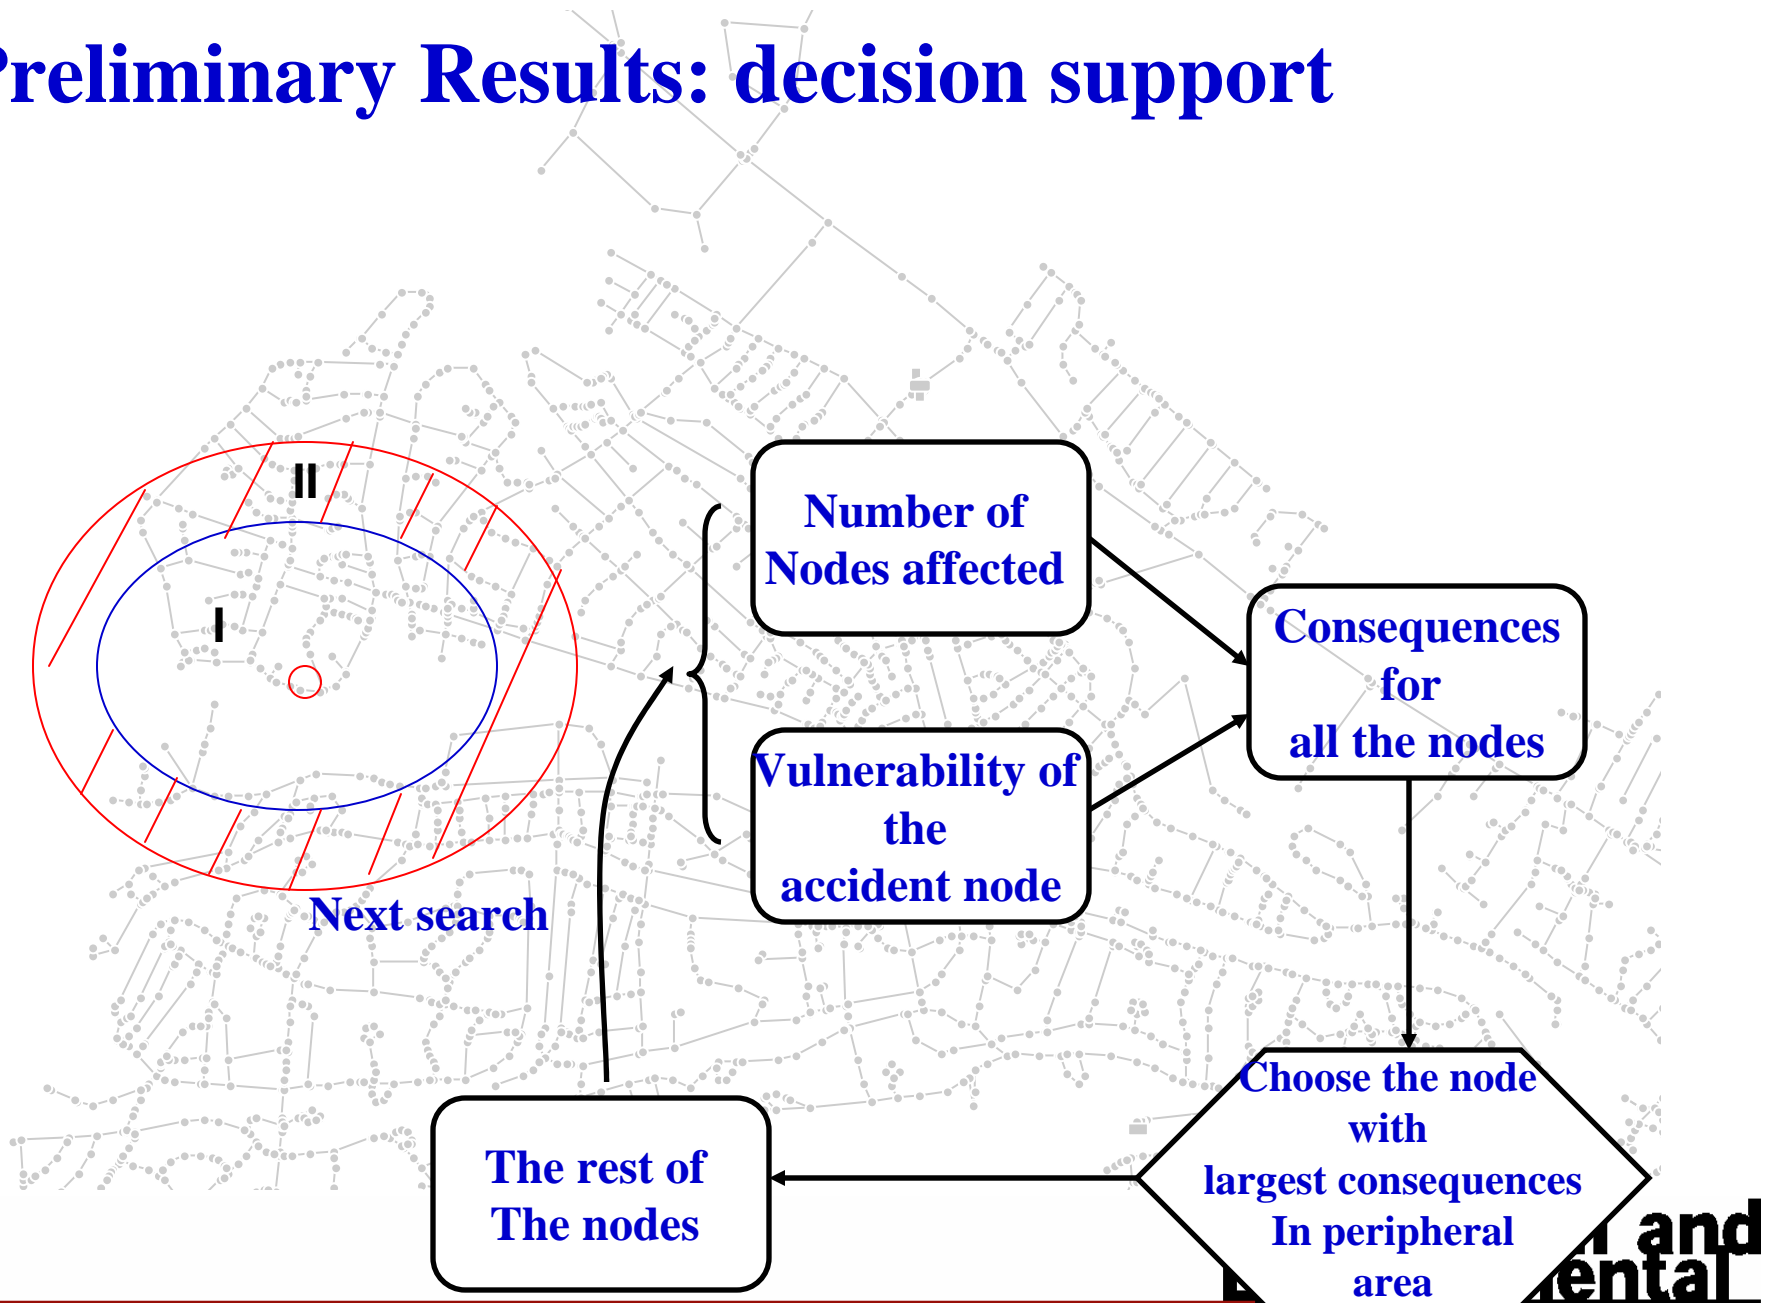 Preliminary Results: decision support
II
I
Number of
Nodes affected
Consequences
for
all the nodes
Vulnerability of
the
accident node
Next search
Choose the node
with
largest consequences
In peripheral
area
The rest of
The nodes
and